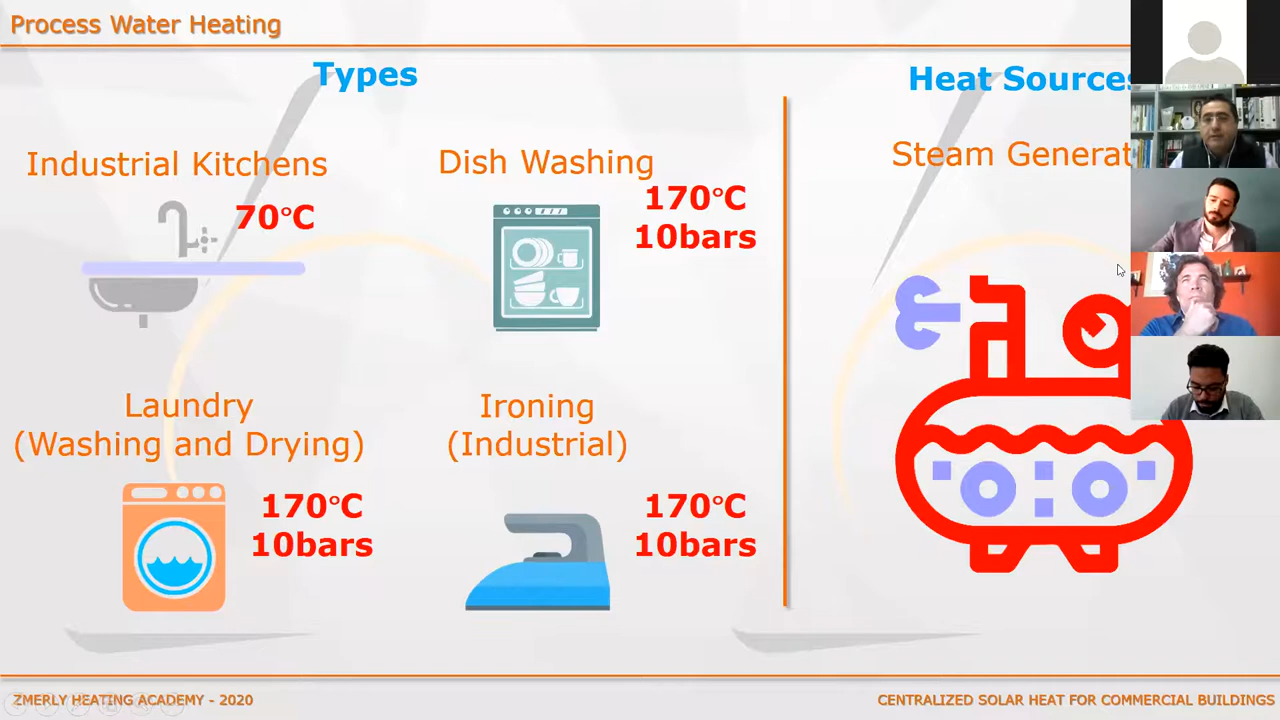 Process Water Heating
Types
Industrial Kitchens
70°C
Dish Washing
170°C
10bars
Laundry
(Washing and Drying)
170°C
10bars
Ironing
(Industrial)
170°C
10bars
Heat Sources
Steam Generat
ZMERLY HEATING ACADEMY - 2020
CENTRALIZED SOLAR HEAT FOR COMMERCIAL BUILDINGS